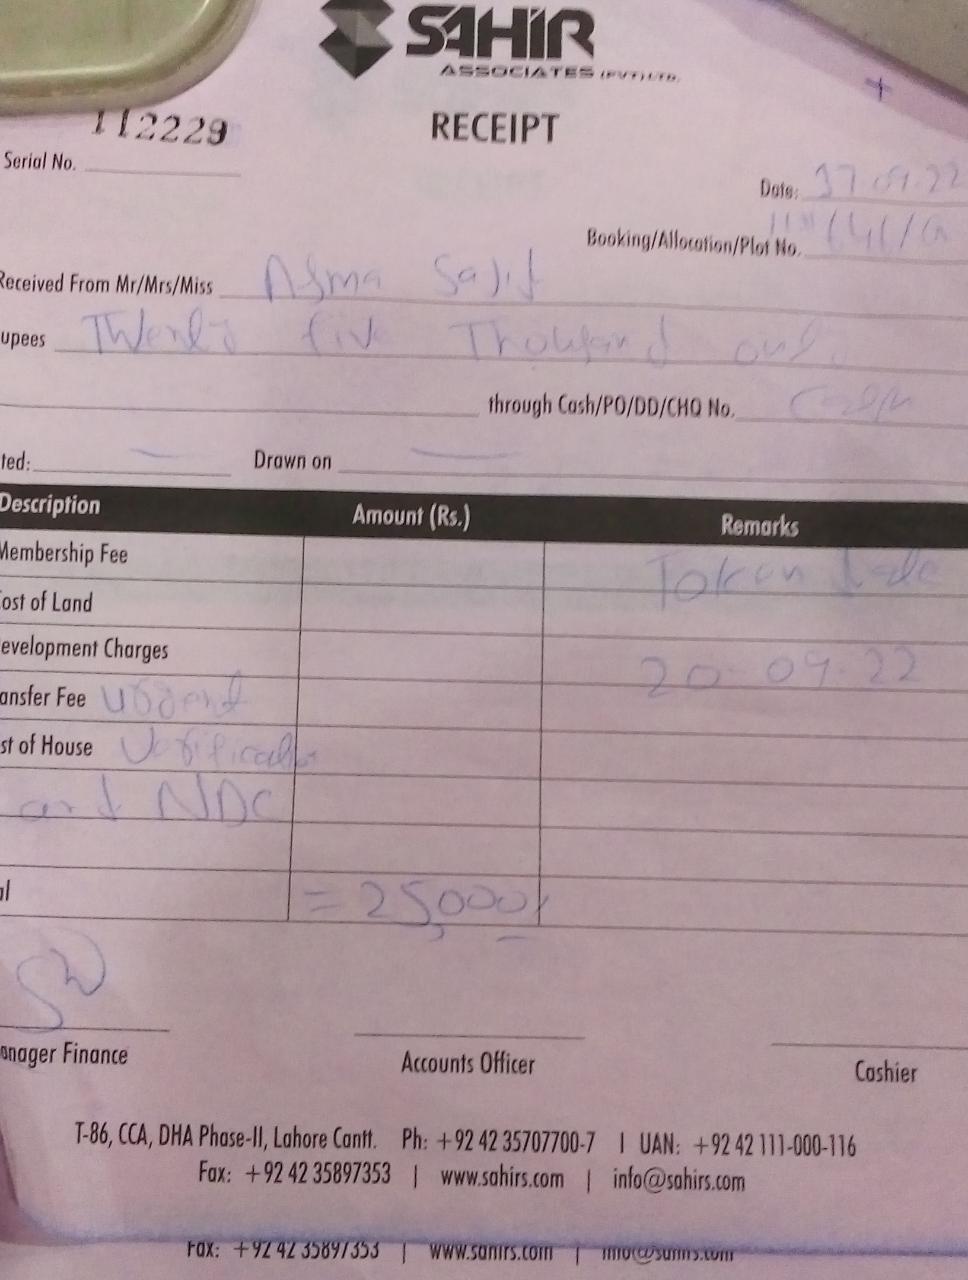 SAHIR
ASSOCIATES (PVT) LTD.
112229
RECEIPT
Serial No.
Date: 17.09.22
Booking/Allocation/Plot No.
Received From Mr/Mrs/Miss Asma Sajid
upees Twenty five Thousand only
through Cash/PO/DD/CHQ No. Cash
ted: Drawn on
Description Amount (Rs.) Remarks
Membership Fee Token
Cost of Land
evelopment Charges 20-09-22
ansfer Fee urgent
st of House Verification
and NDC
al = 25,000/
anager Finance Accounts Officer Cashier
T-86, CCA, DHA Phase-II, Lahore Cantt. Ph: +92 42 35707700-7 | UAN: +92 42 111-000-116
Fax: +92 42 35897353 | www.sahirs.com | info@sahirs.com
Fax: +92 42 35897353 | www.sahirs.com | info@sahirs.com